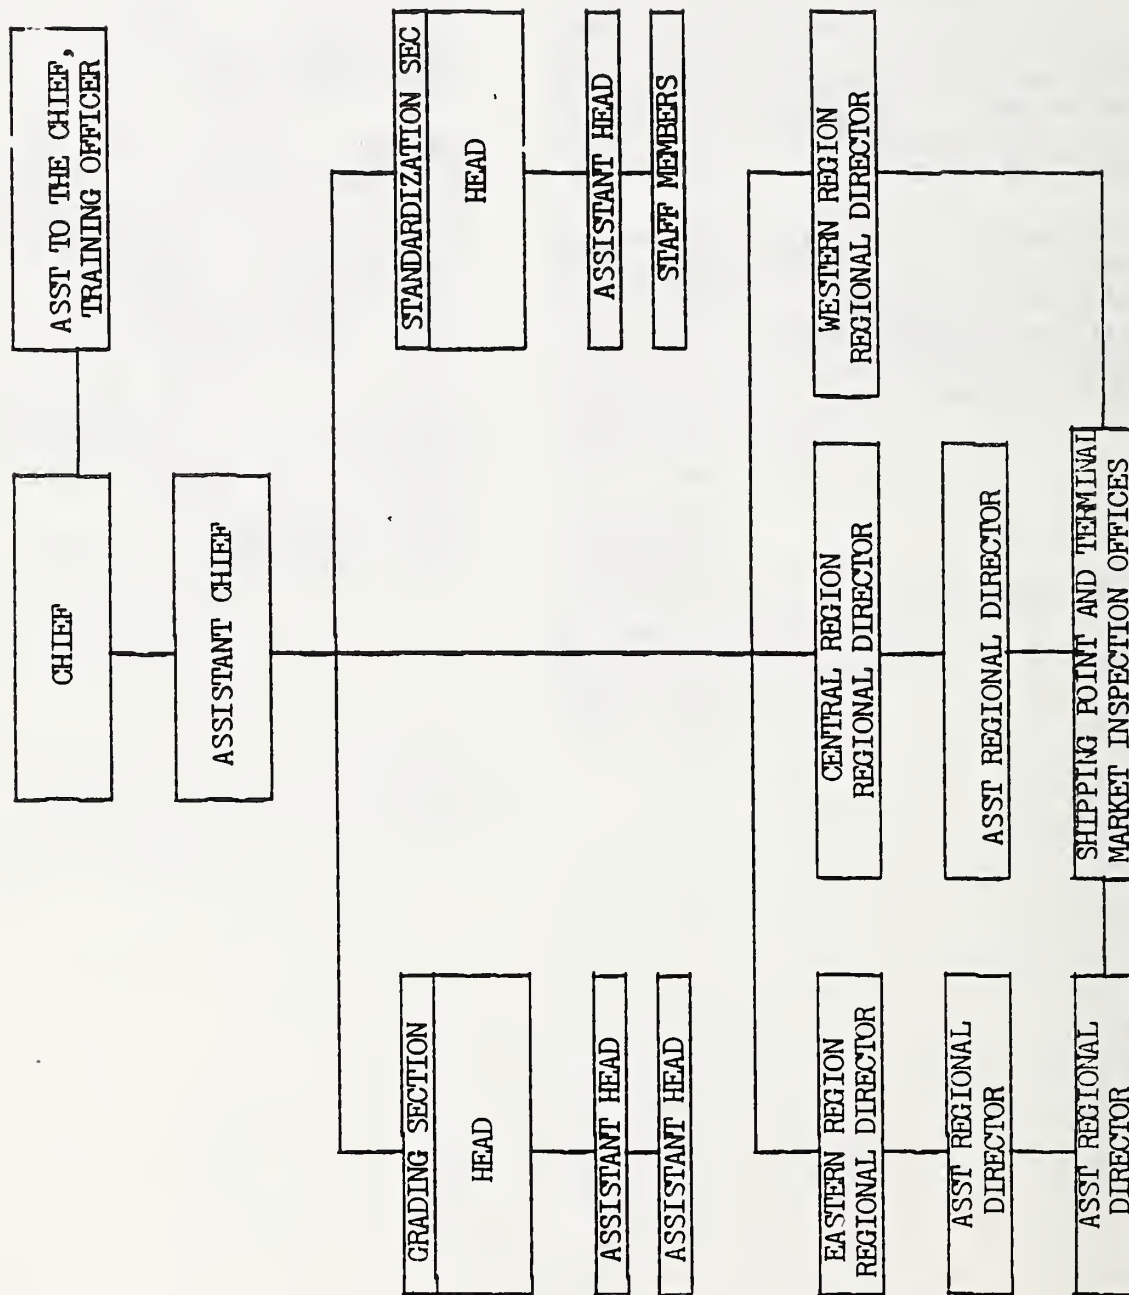 CHIEF
ASST TO THE CHIEF,
TRAINING OFFICER
ASSISTANT CHIEF
GRADING SECTION
HEAD
ASSISTANT HEAD
ASSISTANT HEAD
STANDARDIZATION SEC
HEAD
ASSISTANT HEAD
STAFF MEMBERS
EASTERN REGION
REGIONAL DIRECTOR
ASST REGIONAL
DIRECTOR
ASST REGIONAL
DIRECTOR
CENTRAL REGION
REGIONAL DIRECTOR
ASST REGIONAL DIRECTOR
WESTERN REGION
REGIONAL DIRECTOR
SHIPPING POINT AND TERMINAL
MARKET INSPECTION OFFICES